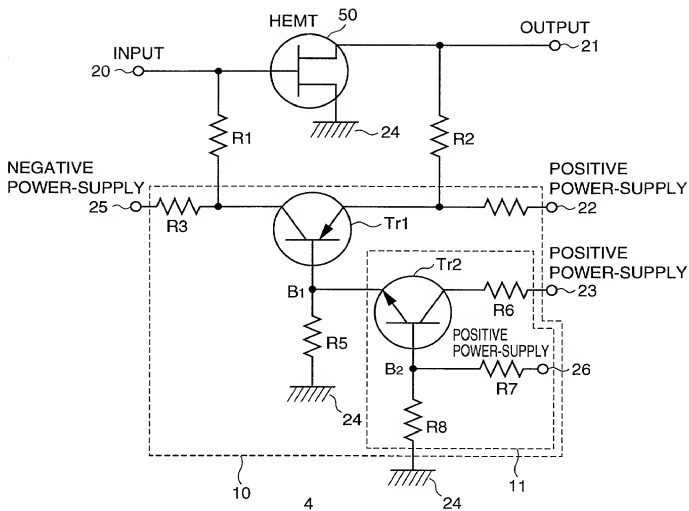 HEMT 50
INPUT
20
OUTPUT
21
24
R1
R2
NEGATIVE
POWER-SUPPLY
25
R3
Tr1
POSITIVE
POWER-SUPPLY
22
Tr2
POSITIVE
POWER-SUPPLY
23
B1
R6
R5
POSITIVE
POWER-SUPPLY
26
B2
R7
24
R8
10
4
24
11